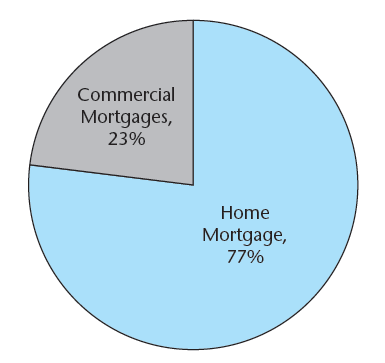 Commercial
Mortgages,
23%
Home
Mortgage,
77%